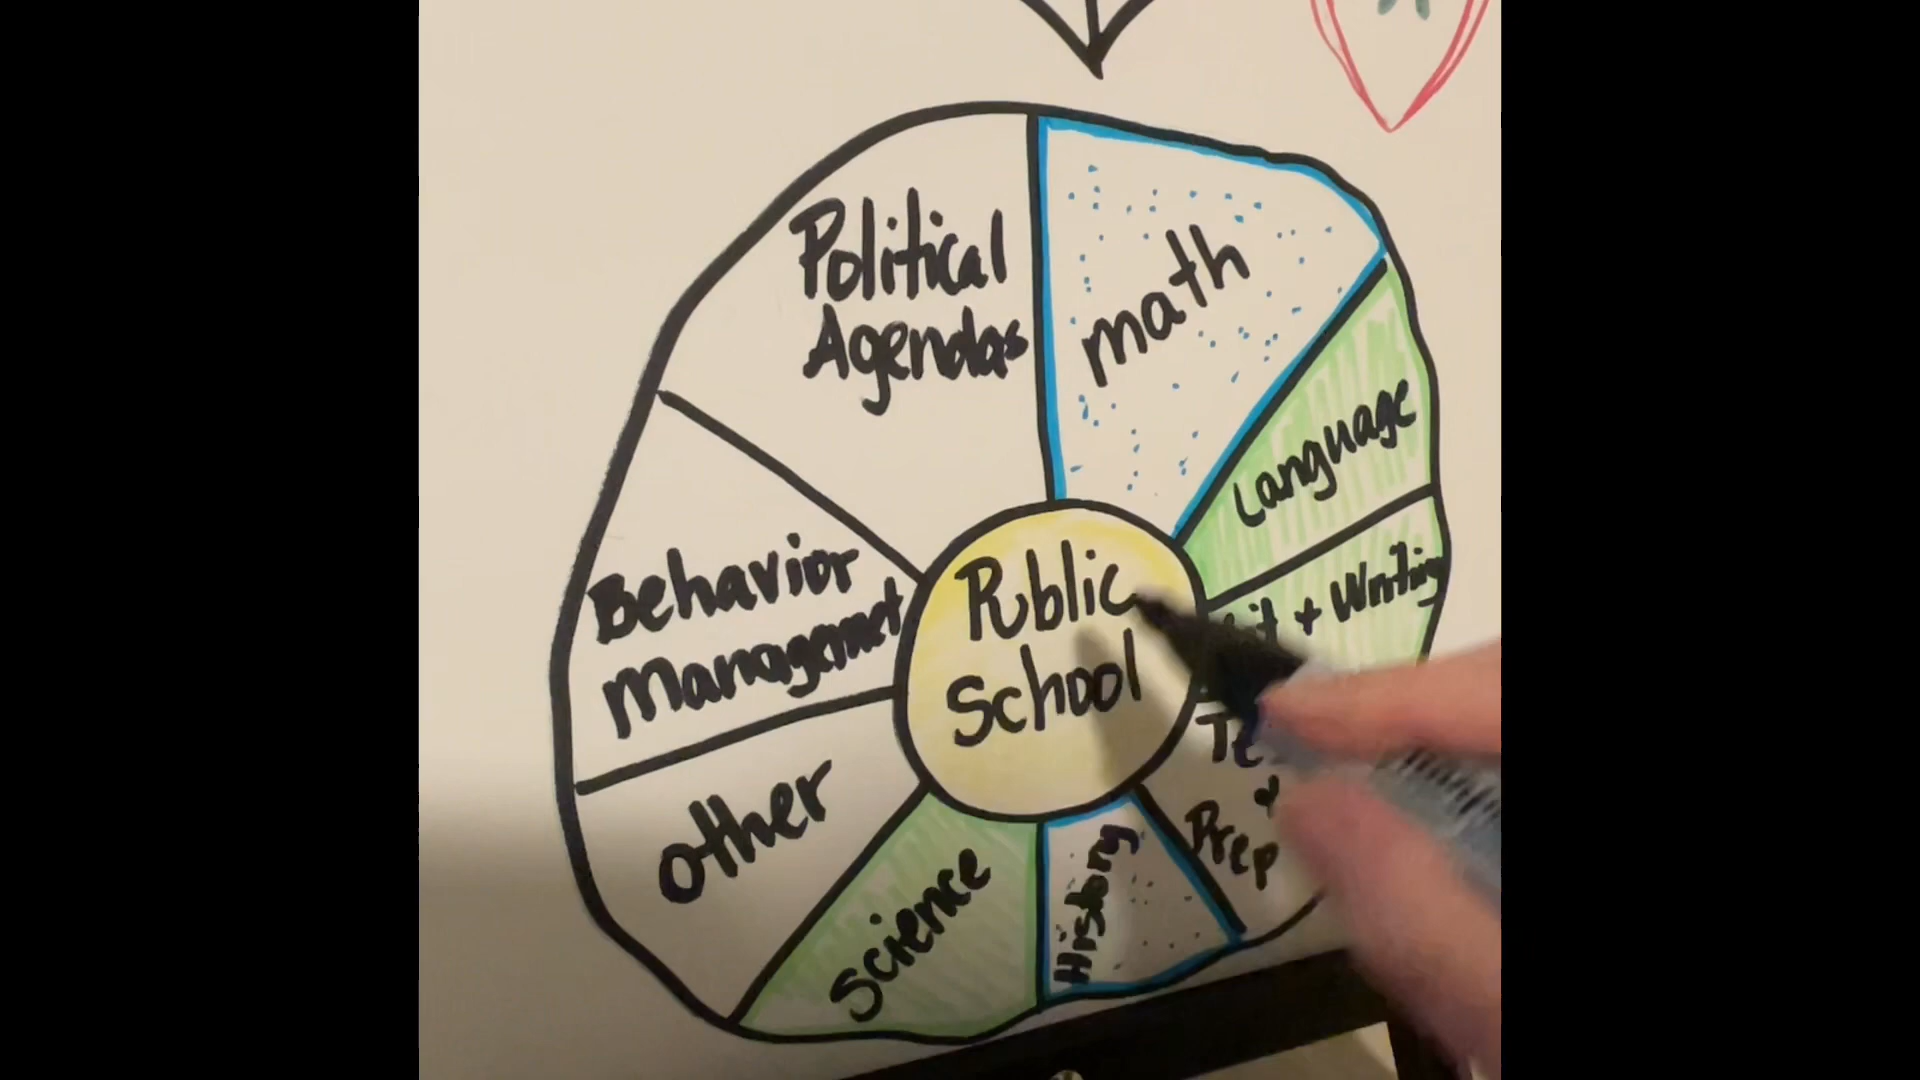 Political
Agendas
math
Language
+ Writing
Prep
History
Science
other
Behavior
Management
Public
School